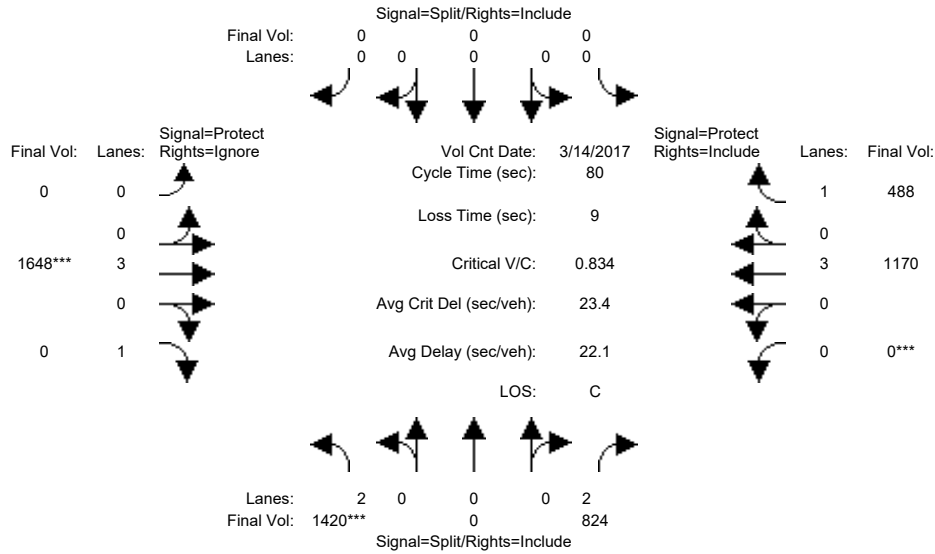 Signal=Split/Rights=Include
Final Vol: 0 0 0
Lanes: 0 0 0 0 0
Signal=Protect Signal=Protect
Final Vol: Lanes: Rights=Ignore Vol Cnt Date: 3/14/2017 Rights=Include Lanes: Final Vol:
Cycle Time (sec): 80
0 0 1 488
Loss Time (sec): 9
0 0
1648*** 3 Critical V/C: 0.834 3 1170
0 Avg Crit Del (sec/veh): 23.4 0
0 1 Avg Delay (sec/veh): 22.1 0 0***
LOS: C
Lanes: 2 0 0 0 2
Final Vol: 1420*** 0 824
Signal=Split/Rights=Include